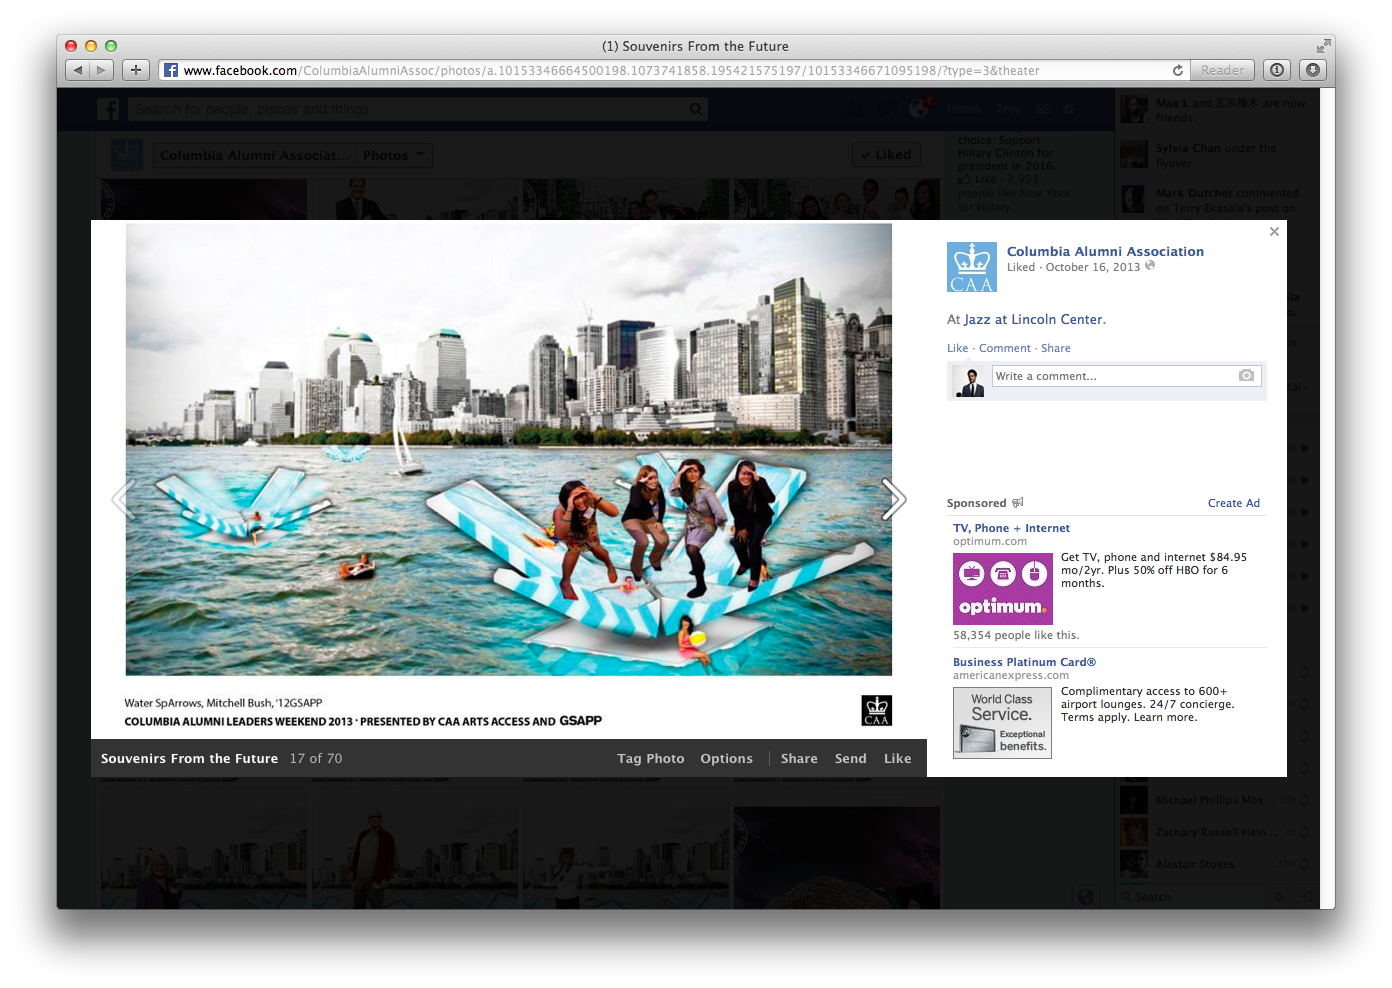 (1) Souvenirs From the Future
www.facebook.com/ColumbiaAlumniAssoc/photos/a.10153346664500198.1073741858.195421575197/10153346671095198/?type=3&theater
Reader
Search for people, places and things
1
Home
Troy
Columbia Alumni Associat...
Photos
Liked
choice. Support
Hillary Clinton for
president in 2016.
Like · 2,993
people like New York
for Hillary.
Max L and 瓦乐橡木 are now
friends.
Sylvia Chan under the
flyover
Mark Dutcher commented
on Terry Ekasala's post on
Columbia Alumni Association
Liked · October 16, 2013
CAA
At Jazz at Lincoln Center.
Like · Comment · Share
Write a comment...
Sponsored
Create Ad
TV, Phone + Internet
optimum.com
optimum.
Get TV, phone and internet $84.95
mo/2yr. Plus 50% off HBO for 6
months.
58,354 people like this.
Business Platinum Card®
americanexpress.com
World Class
Service.
Exceptional
benefits.
Complimentary access to 600+
airport lounges. 24/7 concierge.
Terms apply. Learn more.
Water SpArrows, Mitchell Bush, '12GSAPP
COLUMBIA ALUMNI LEADERS WEEKEND 2013 · PRESENTED BY CAA ARTS ACCESS AND GSAPP
CAA
Souvenirs From the Future 17 of 70
Tag Photo Options Share Send Like
Michael Phillips Mos...
Zachary Russell Hein...
Alastair Stokes
Search